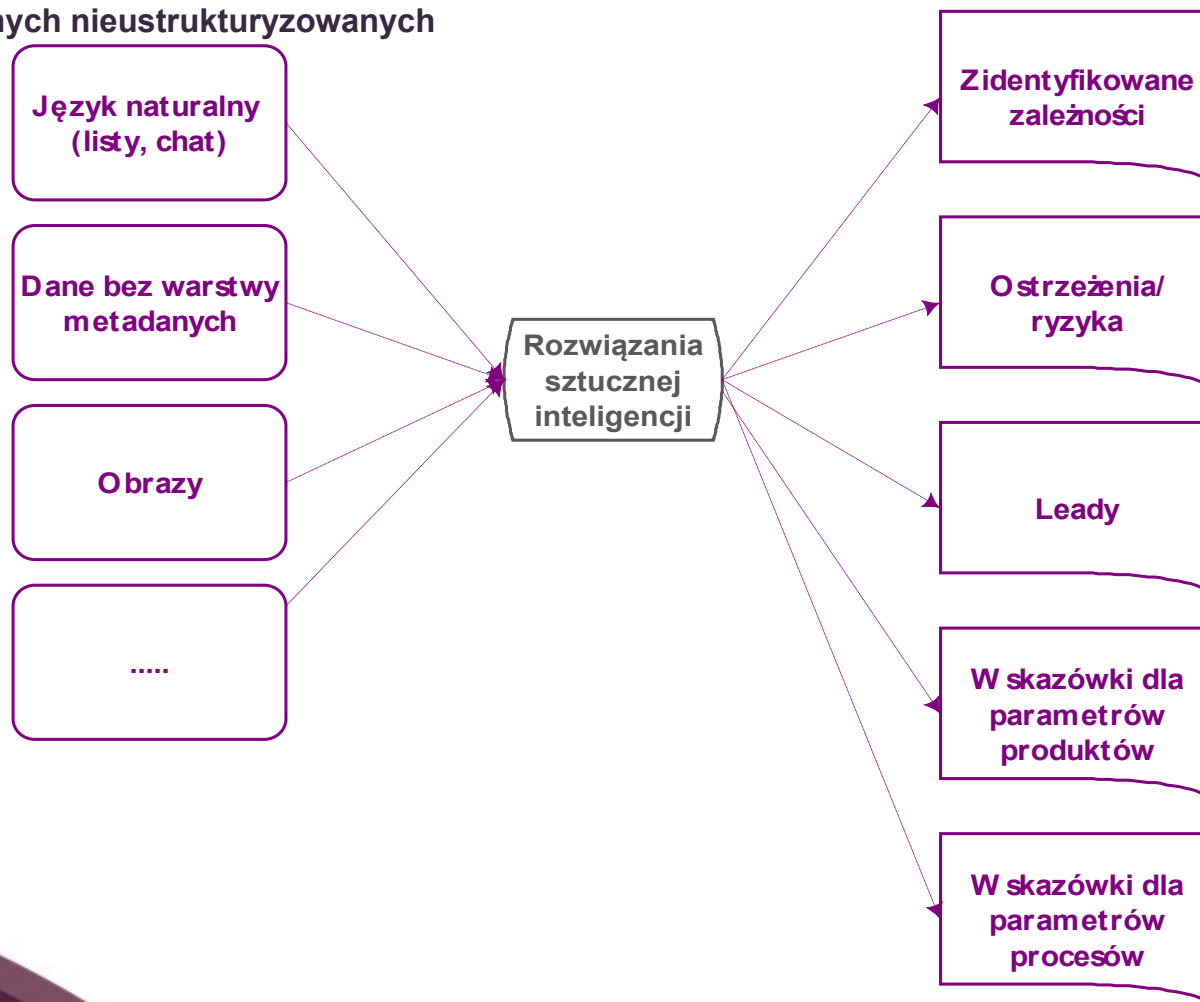 nych nieustrukturyzowanych
Język naturalny
(listy, chat)
Dane bez warstwy
metadanych
Obrazy
.....
Rozwiązania
sztucznej
inteligencji
Zidentyfikowane
zależności
Ostrzeżenia/
ryzyka
Leady
Wskazówki dla
parametrów
produktów
Wskazówki dla
parametrów
procesów